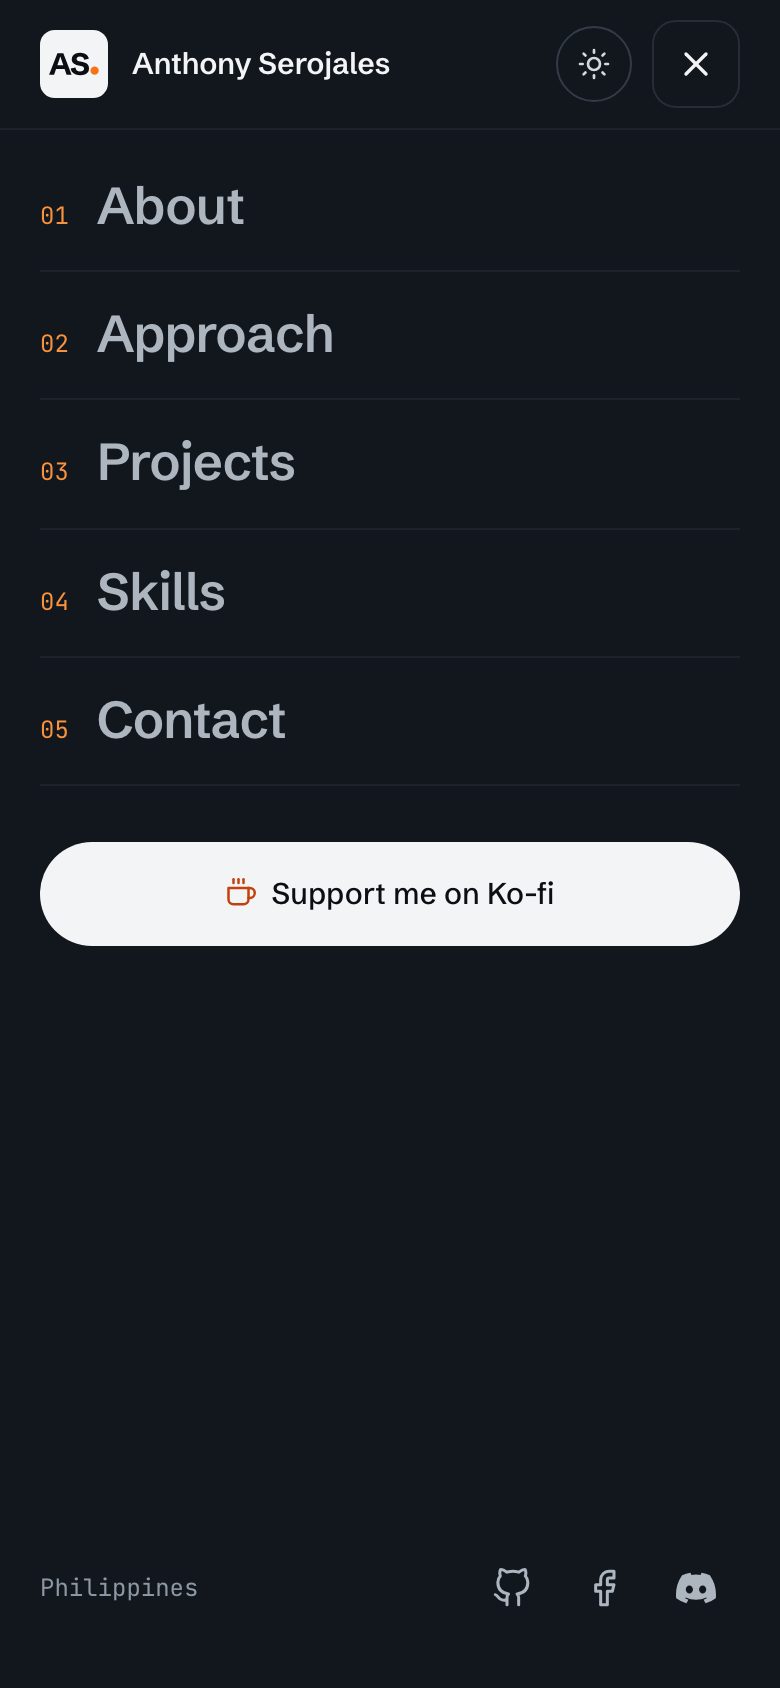 AS.
Anthony Serojales
01 About
02 Approach
03 Projects
04 Skills
05 Contact
Support me on Ko-fi
Philippines